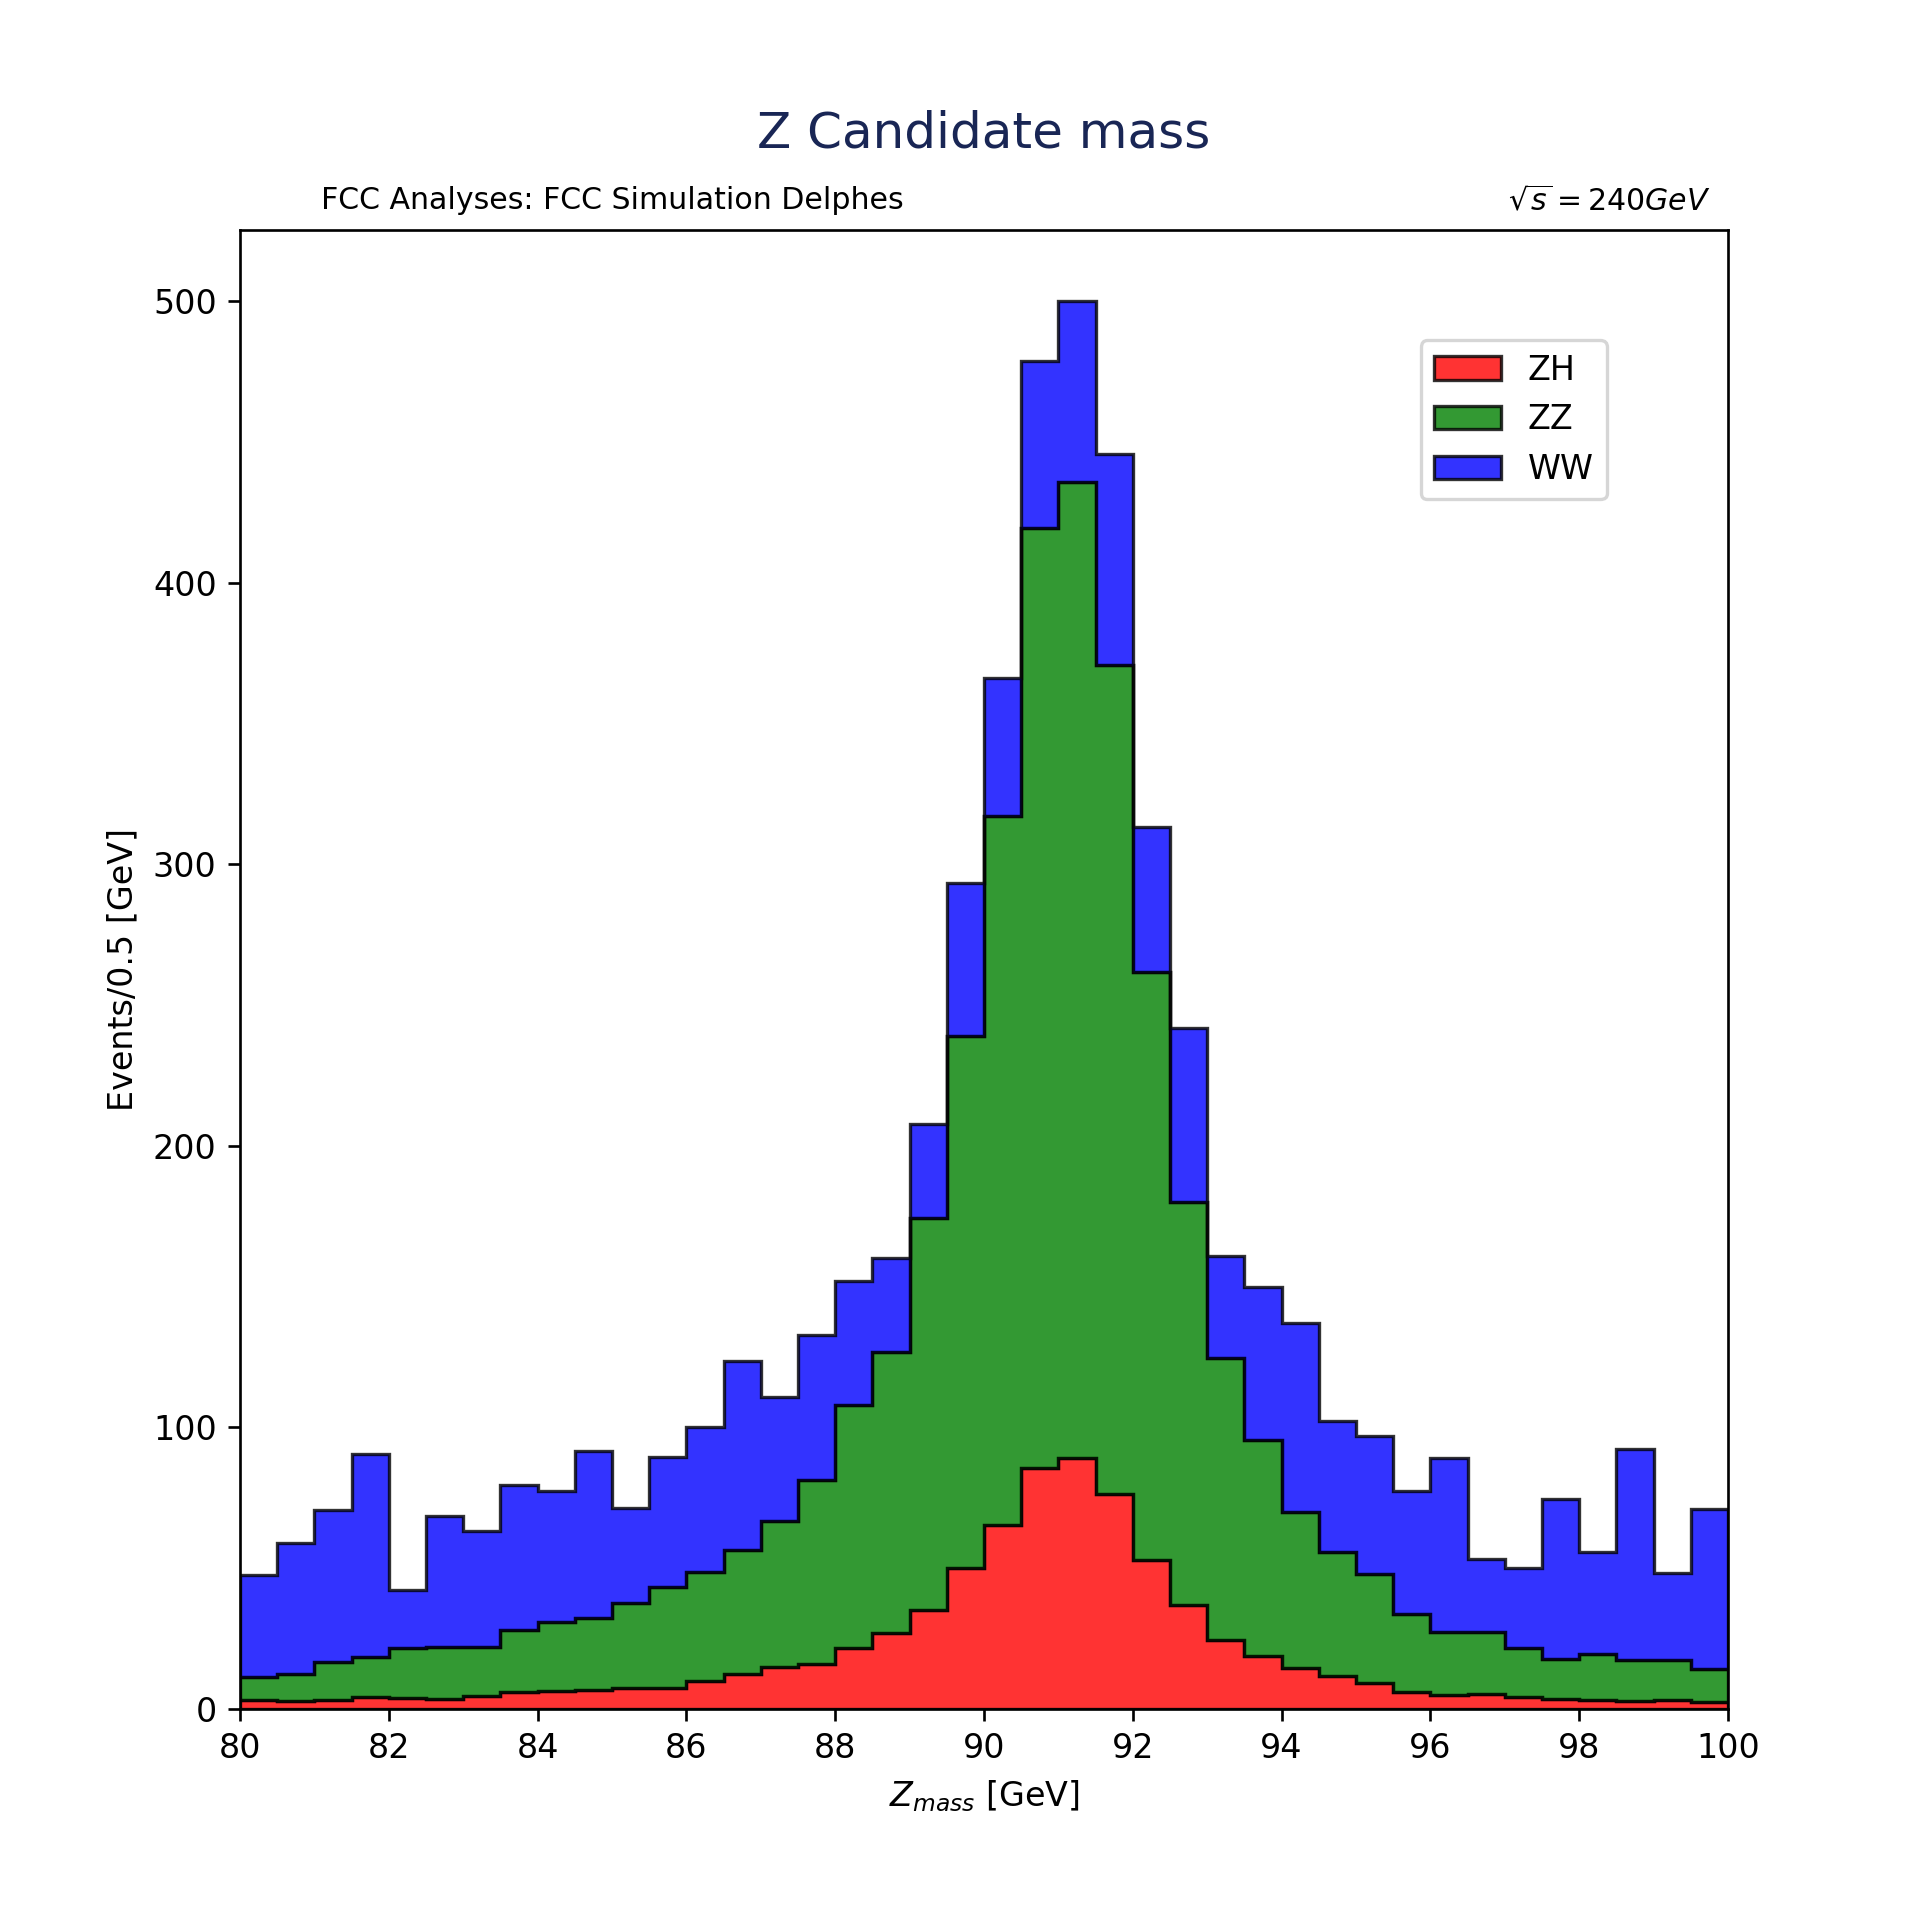 Z Candidate mass
FCC Analyses: FCC Simulation Delphes
√s = 240GeV
ZH
ZZ
WW
Events/0.5 [GeV]
500
400
300
200
100
0
80 82 84 86 88 90 92 94 96 98 100
Z_mass [GeV]